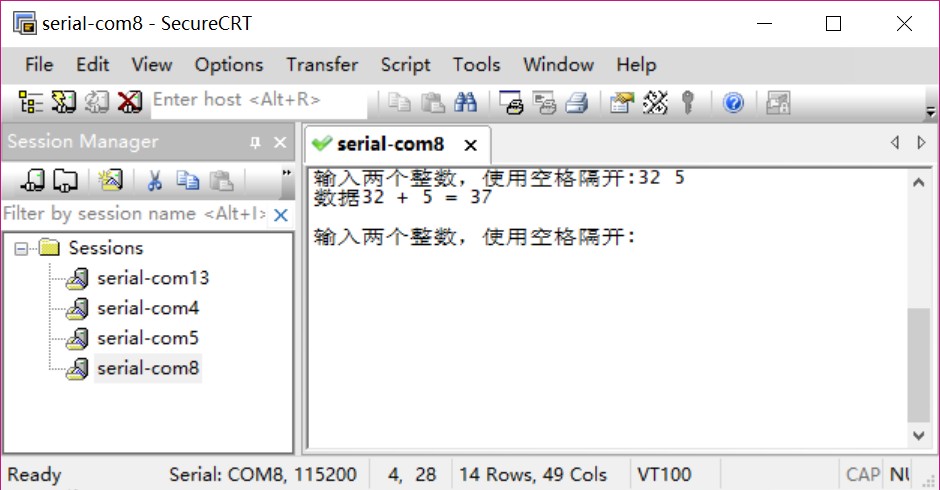 serial-com8 - SecureCRT
File Edit View Options Transfer Script Tools Window Help
Enter host <Alt+R>
Session Manager
serial-com8
Filter by session name <Alt+I>
Sessions
serial-com13
serial-com4
serial-com5
serial-com8
输入两个整数，使用空格隔开:32 5
数据32 + 5 = 37
输入两个整数，使用空格隔开:
Ready Serial: COM8, 115200 4, 28 14 Rows, 49 Cols VT100 CAP NU